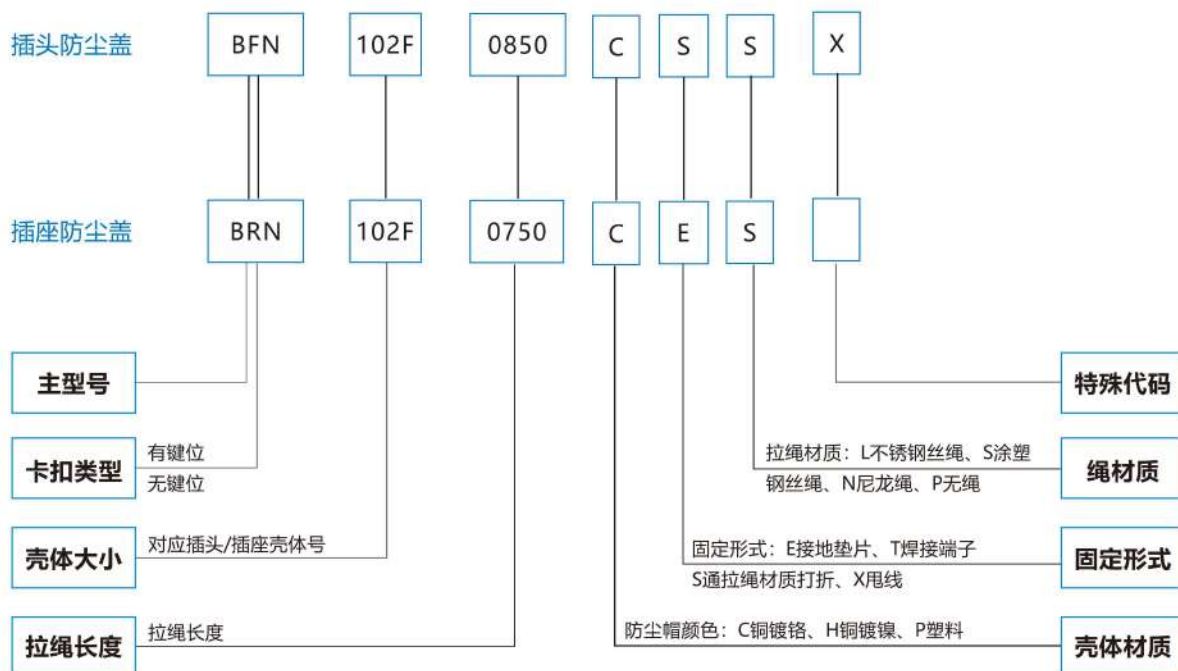 插头防尘盖 BFN 102F 0850 C S S X
插座防尘盖 BRN 102F 0750 C E S
主型号
特殊代码
卡扣类型
有键位
无键位
拉绳材质：L不锈钢丝绳、S涂塑
钢丝绳、N尼龙绳、P无绳
绳材质
壳体大小
对应插头/插座壳体号
固定形式：E接地垫片、T焊接端子
S通拉绳材质打折、X甩线
固定形式
拉绳长度
拉绳长度
防尘帽颜色：C铜镀铬、H铜镀镍、P塑料
壳体材质